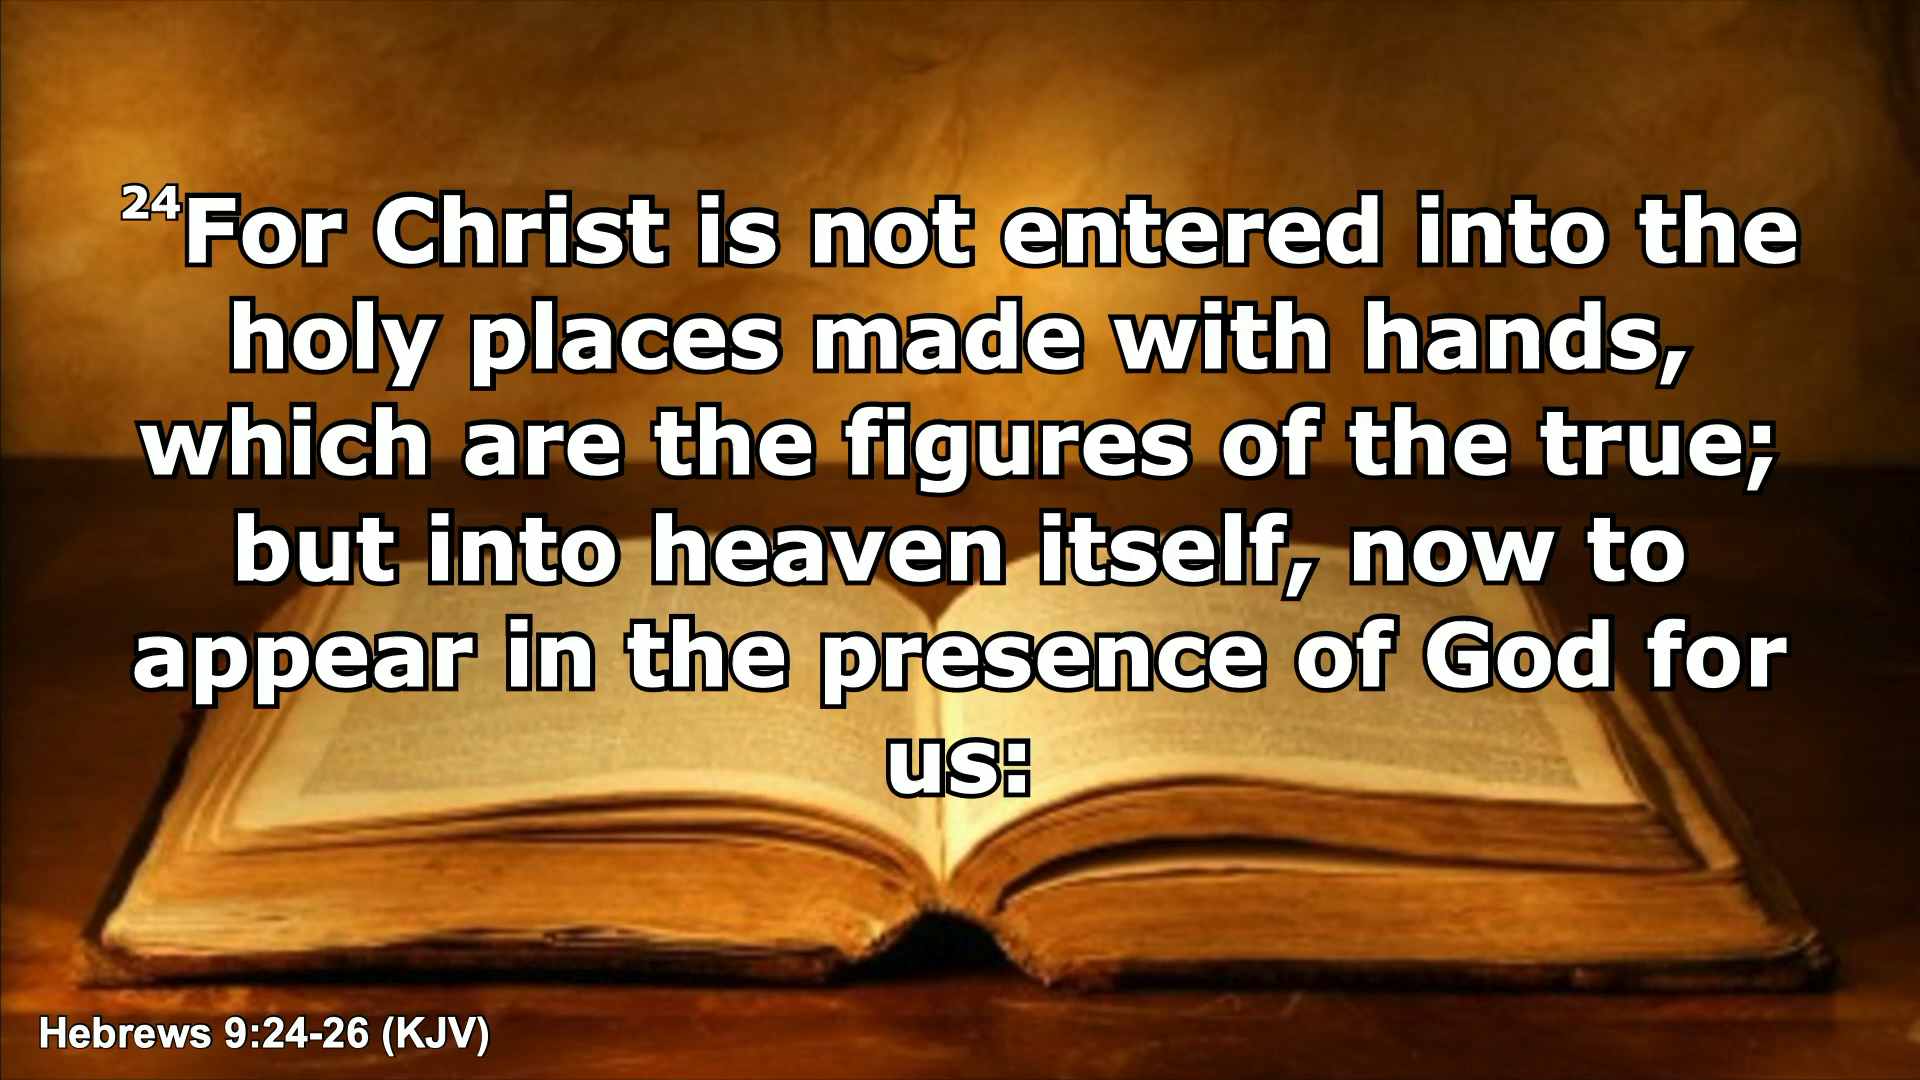 24For Christ is not entered into the
holy places made with hands,
which are the figures of the true;
but into heaven itself, now to
appear in the presence of God for
us:
Hebrews 9:24-26 (KJV)